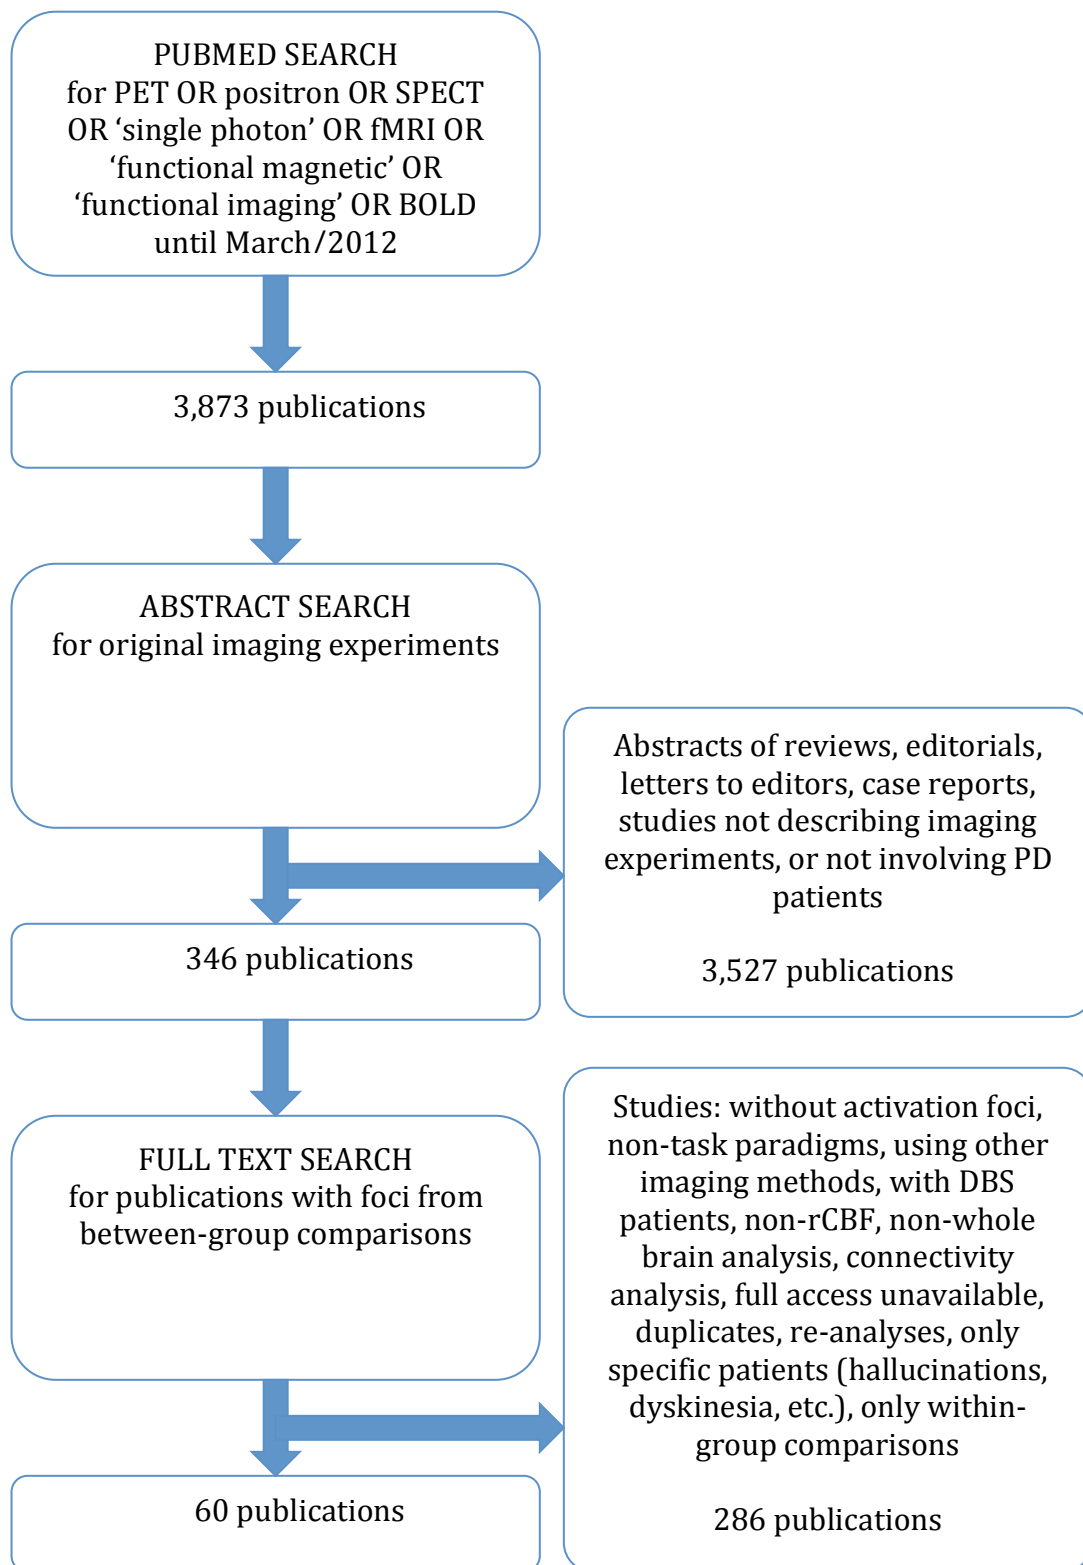 PUBMED SEARCH
for PET OR positron OR SPECT
OR ‘single photon’ OR fMRI OR
‘functional magnetic’ OR
‘functional imaging’ OR BOLD
until March/2012
3,873 publications
ABSTRACT SEARCH
for original imaging experiments
Abstracts of reviews, editorials,
letters to editors, case reports,
studies not describing imaging
experiments, or not involving PD
patients
3,527 publications
346 publications
FULL TEXT SEARCH
for publications with foci from
between-group comparisons
Studies: without activation foci,
non-task paradigms, using other
imaging methods, with DBS
patients, non-rCBF, non-whole
brain analysis, connectivity
analysis, full access unavailable,
duplicates, re-analyses, only
specific patients (hallucinations,
dyskinesia, etc.), only within-
group comparisons
286 publications
60 publications